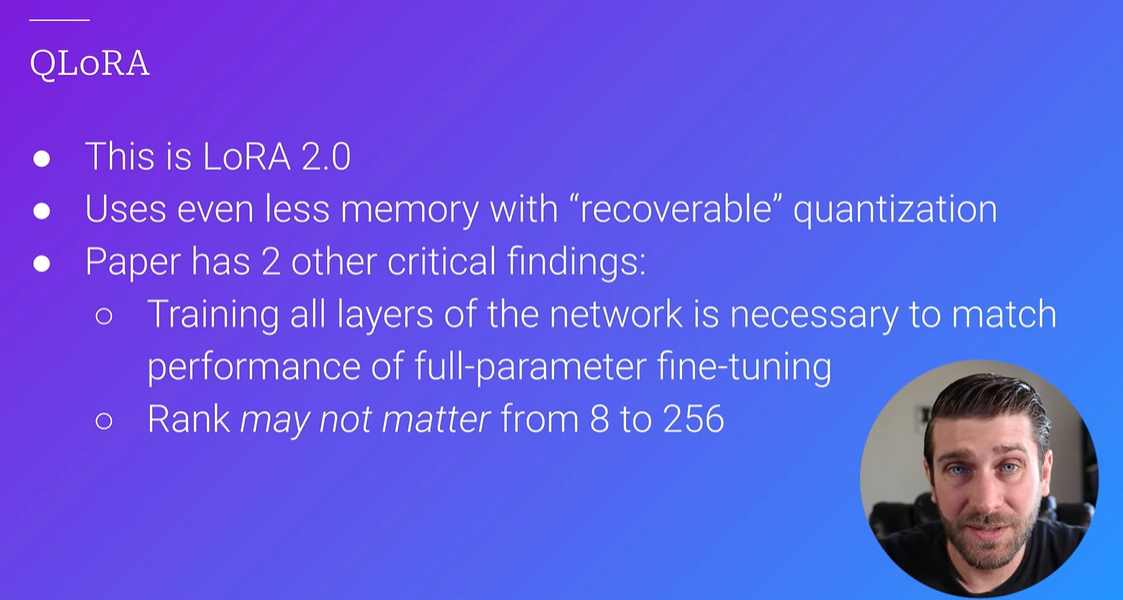 QLoRA
● This is LoRA 2.0
● Uses even less memory with “recoverable” quantization
● Paper has 2 other critical findings:
○ Training all layers of the network is necessary to match
performance of full-parameter fine-tuning
○ Rank may not matter from 8 to 256